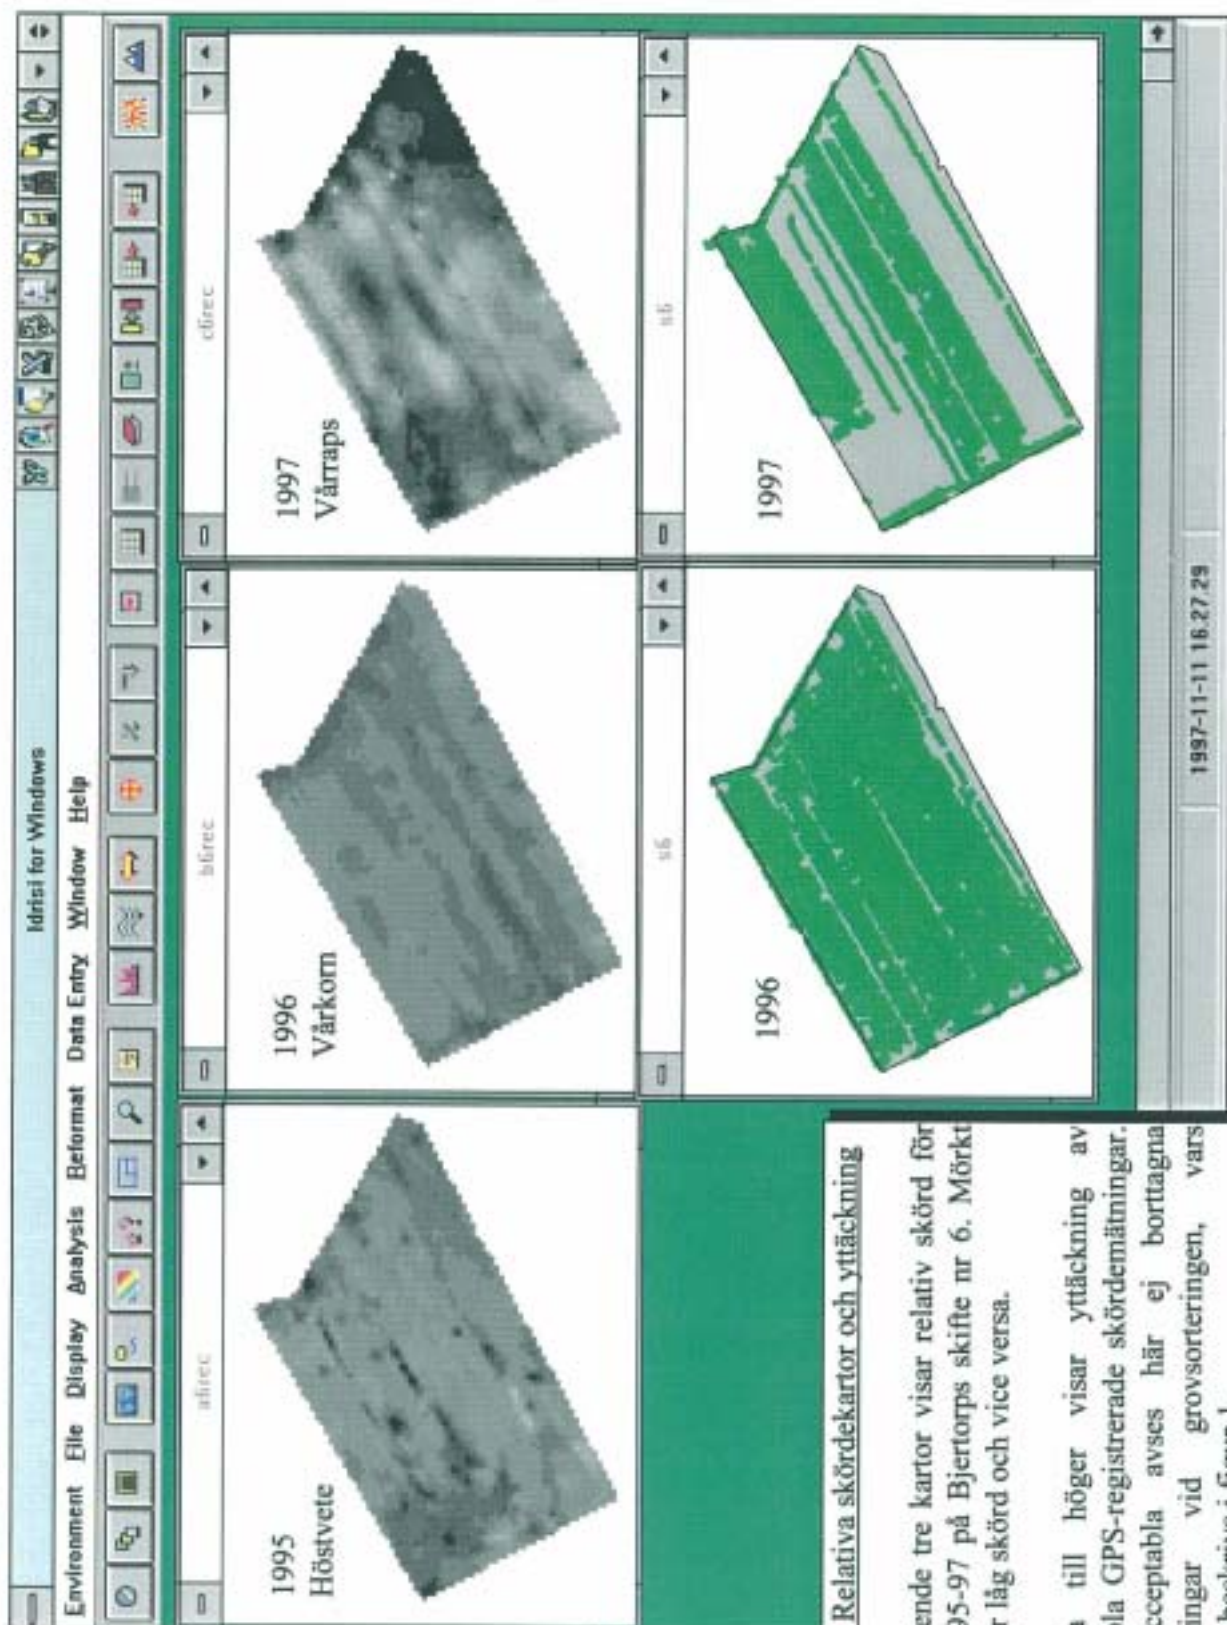 Idrisi for Windows
Environment File Display Analysis Reformat Data Entry Window Help
a6rec
1995
Höstvete
b6rec
1996
Vårkorn
c6rec
1997
Vårraps
s6
1996
s6
1997
Relativa skördekartor och yttäckning
ende tre kartor visar relativ skörd för
95-97 på Bjertorps skifte nr 6. Mörkt
r låg skörd och vice versa.
till höger visar yttäckning av
la GPS-registrerade skördemätningar.
cceptabla avses här ej borttagna
ingar vid grovsorteringen, vars
1997-11-11 16.27.29